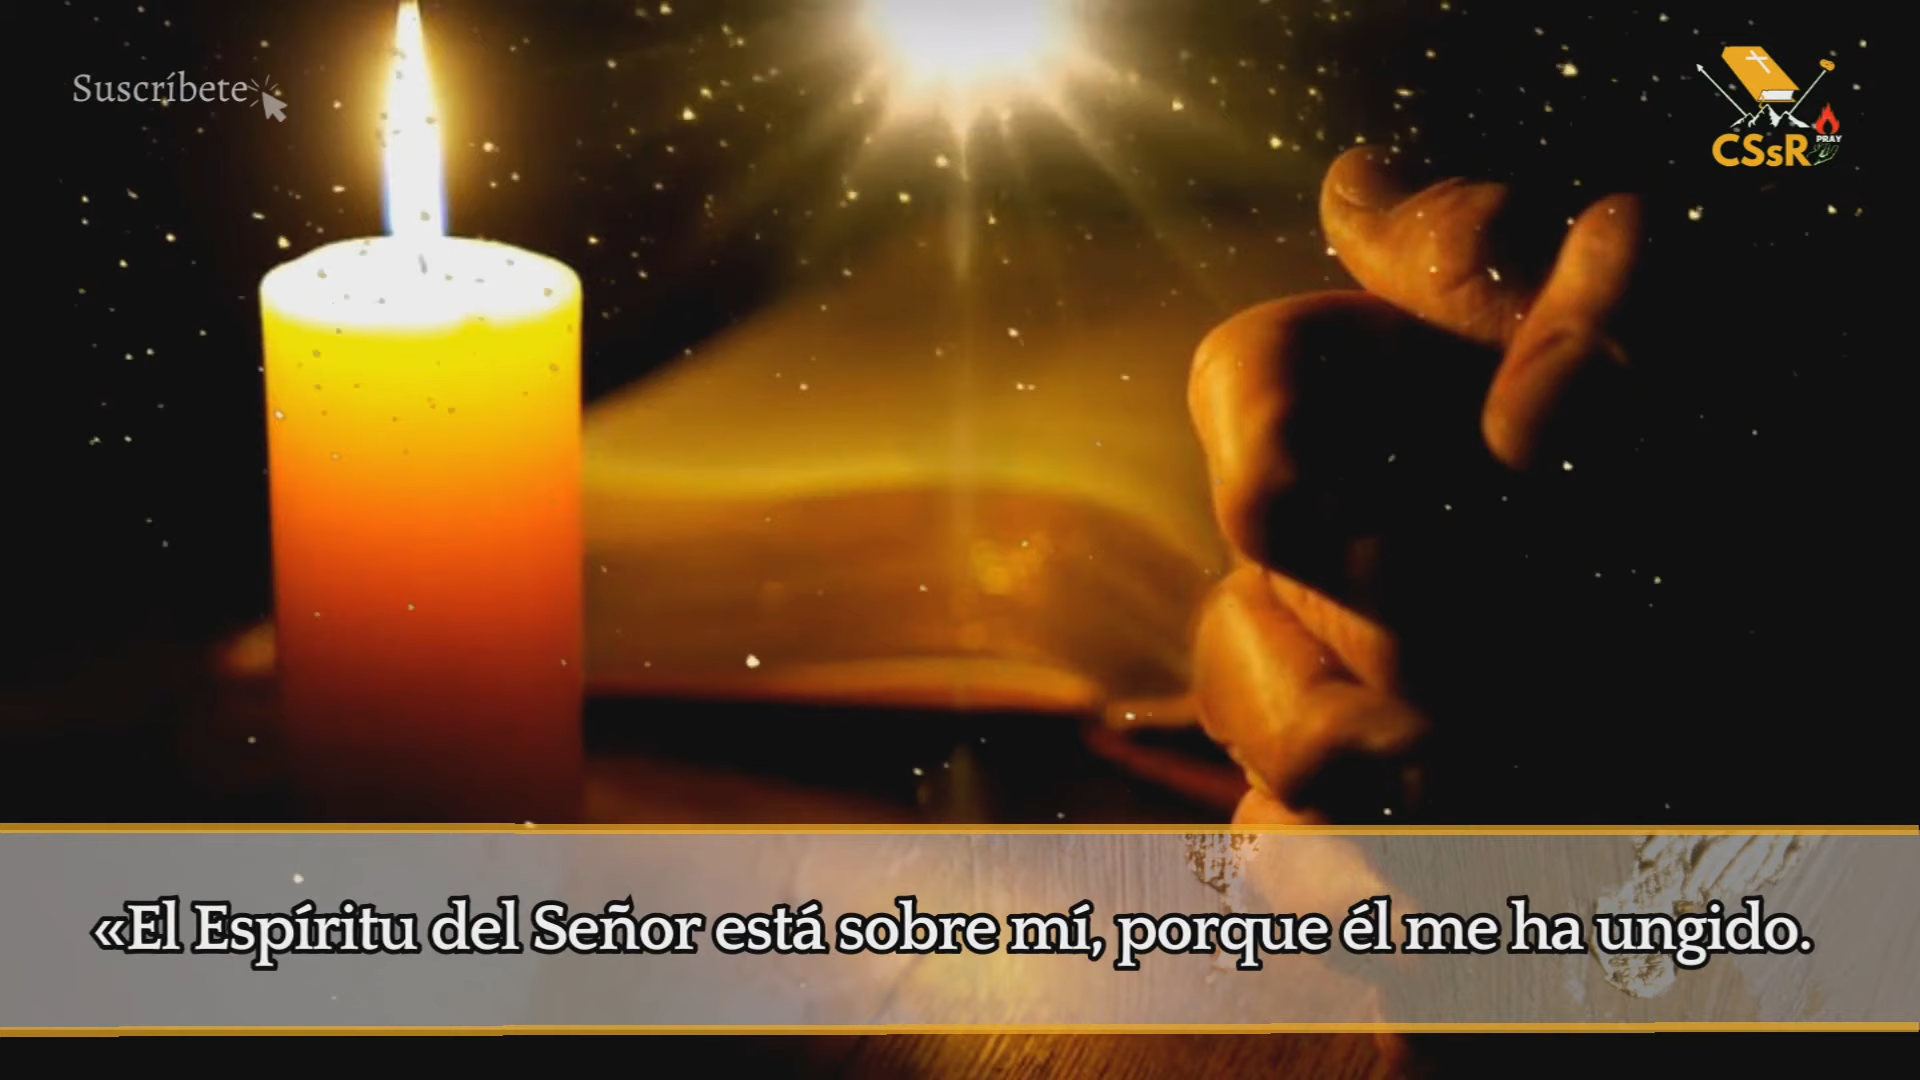 Suscríbete
PRAY
CSsR
«El Espíritu del Señor está sobre mí, porque él me ha ungido.